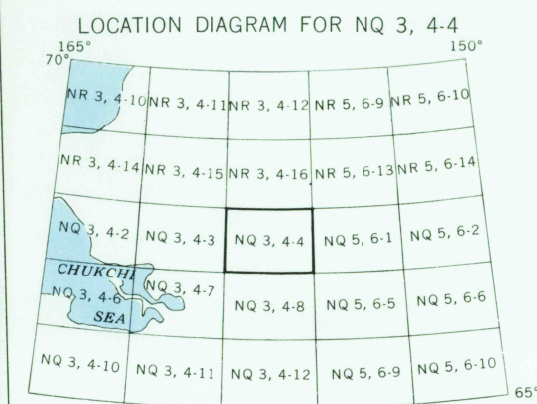 LOCATION DIAGRAM FOR NQ 3, 4-4
165°
150°
70°
NR 3, 4-10 NR 3, 4-11 NR 3, 4-12 NR 5, 6-9 NR 5, 6-10
NR 3, 4-14 NR 3, 4-15 NR 3, 4-16 NR 5, 6-13 NR 5, 6-14
NQ 3, 4-2 NQ 3, 4-3 NQ 3, 4-4 NQ 5, 6-1 NQ 5, 6-2
CHUKCHI
NQ 3, 4-6 NQ 3, 4-7 NQ 3, 4-8 NQ 5, 6-5 NQ 5, 6-6
SEA
NQ 3, 4-10 NQ 3, 4-11 NQ 3, 4-12 NQ 5, 6-9 NQ 5, 6-10
65°